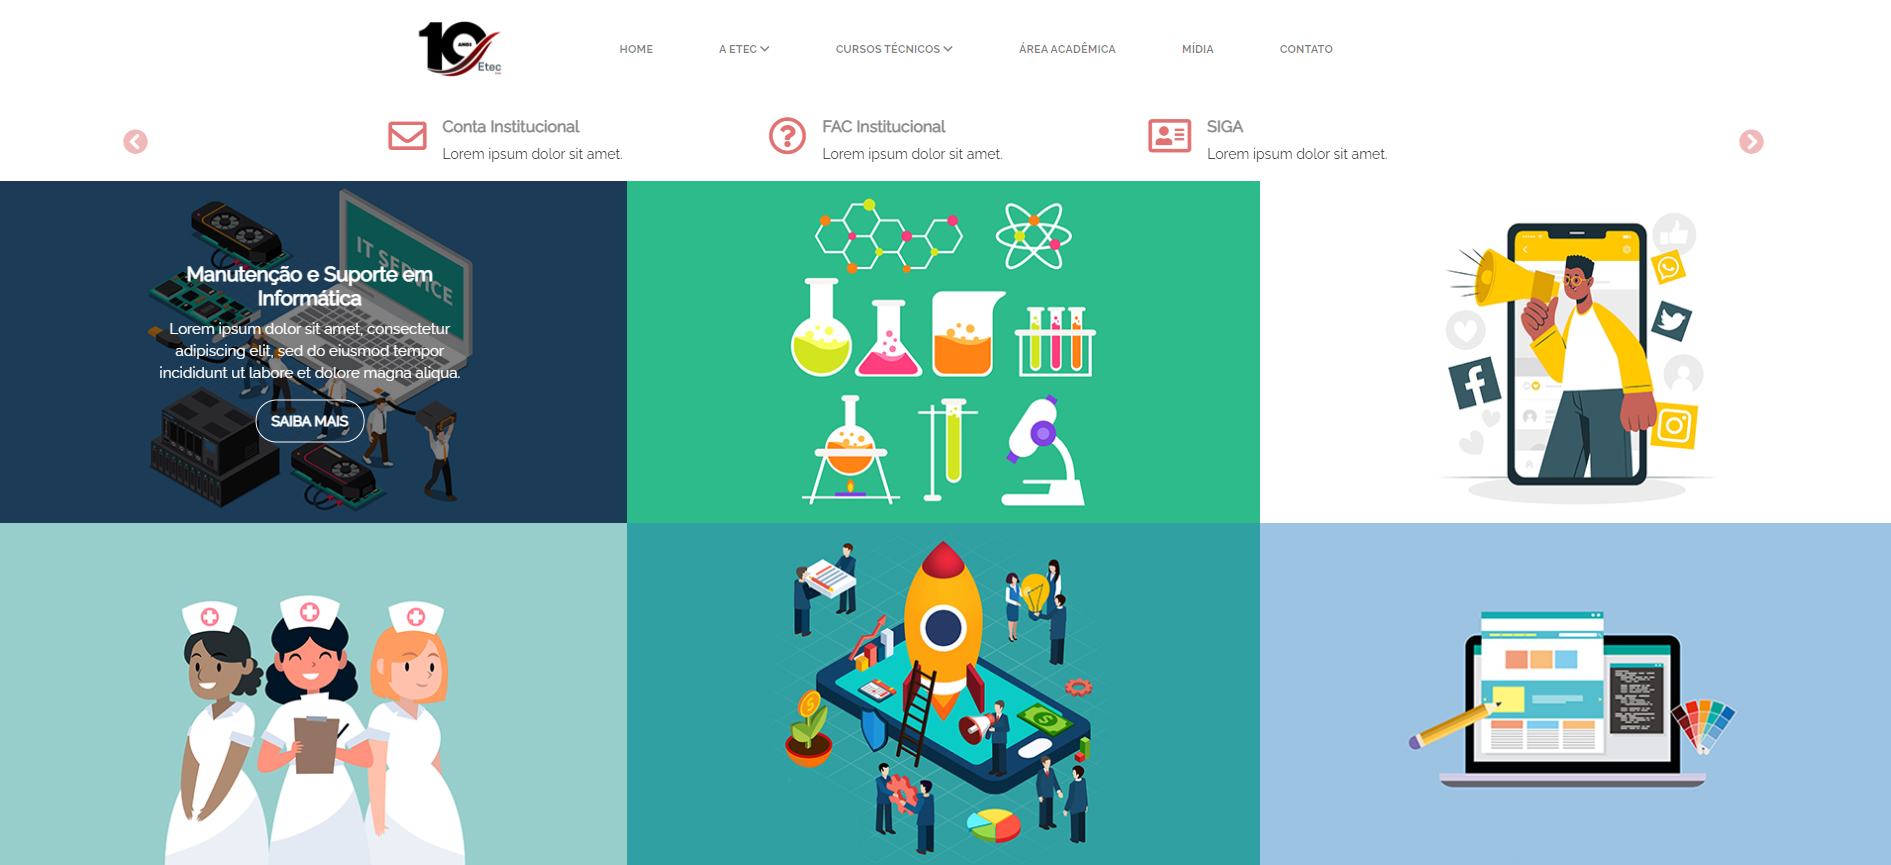 10
ANOS
Etec
HOME
A ETEC
CURSOS TÉCNICOS
ÁREA ACADÊMICA
MÍDIA
CONTATO
Conta Institucional
Lorem ipsum dolor sit amet.
FAC Institucional
Lorem ipsum dolor sit amet.
SIGA
Lorem ipsum dolor sit amet.
IT SERVICE
Manutenção e Suporte em
Informática
Lorem ipsum dolor sit amet, consectetur
adipiscing elit, sed do eiusmod tempor
incididunt ut labore et dolore magna aliqua.
SAIBA MAIS